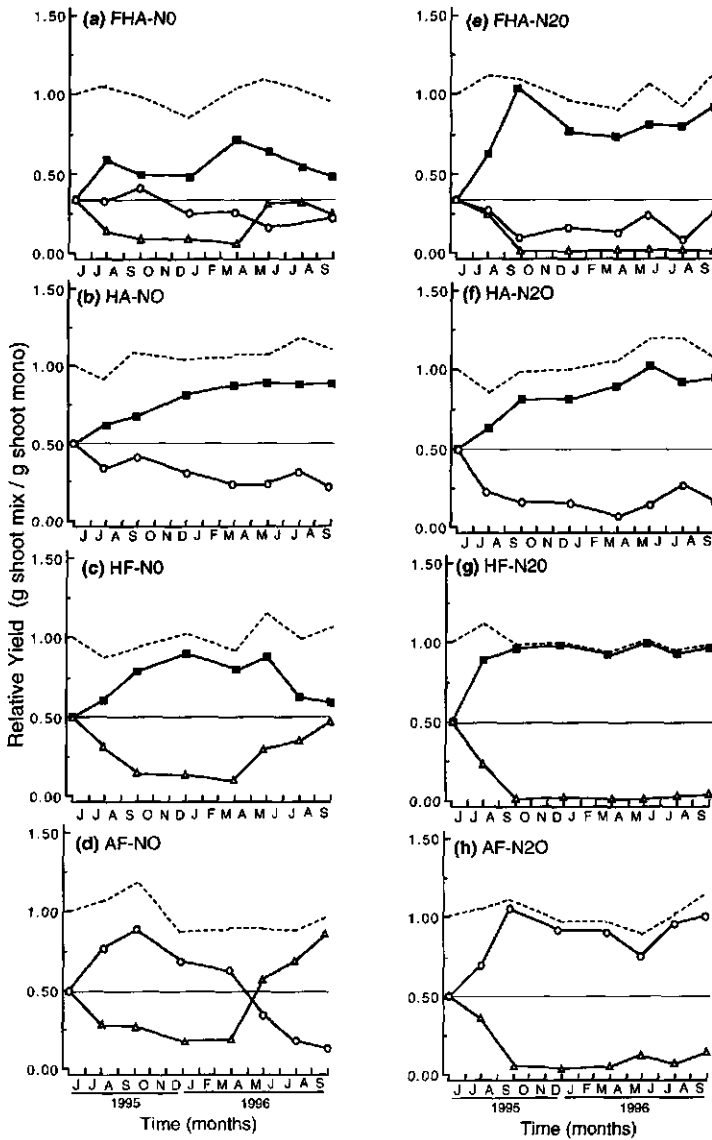 Relative Yield (g shoot mix / g shoot mono)
(a) FHA-N0
1.50
1.00
0.50
0.00
J J A S O N D J F M A M J J A S
(b) HA-NO
1.50
1.00
0.50
0.00
J J A S O N D J F M A M J J A S
(c) HF-N0
1.50
1.00
0.50
0.00
J J A S O N D J F M A M J J A S
(d) AF-NO
1.50
1.00
0.50
0.00
J J A S O N D J F M A M J J A S
1995 1996
Time (months)
(e) FHA-N20
1.50
1.00
0.50
0.00
J J A S O N D J F M A M J J A S
(f) HA-N2O
1.50
1.00
0.50
0.00
J J A S O N D J F M A M J J A S
(g) HF-N20
1.50
1.00
0.50
0.00
J J A S O N D J F M A M J J A S
(h) AF-N2O
1.50
1.00
0.50
0.00
J J A S O N D J F M A M J J A S
1995 1996
Time (months)